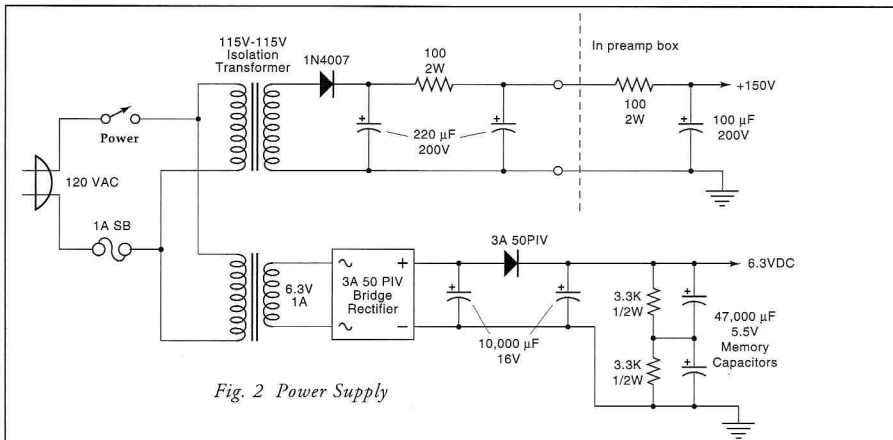 115V-115V
Isolation
Transformer
1N4007
100
2W
In preamp box
+150V
100
2W
100 µF
200V
220 µF
200V
Power
120 VAC
1A SB
6.3V
1A
3A 50 PIV
Bridge
Rectifier
~
~
+
−
3A 50PIV
6.3VDC
10,000 µF
16V
3.3K
1/2W
3.3K
1/2W
47,000 µF
5.5V
Memory
Capacitors
+
+
+
+
+
+
+
Fig. 2 Power Supply